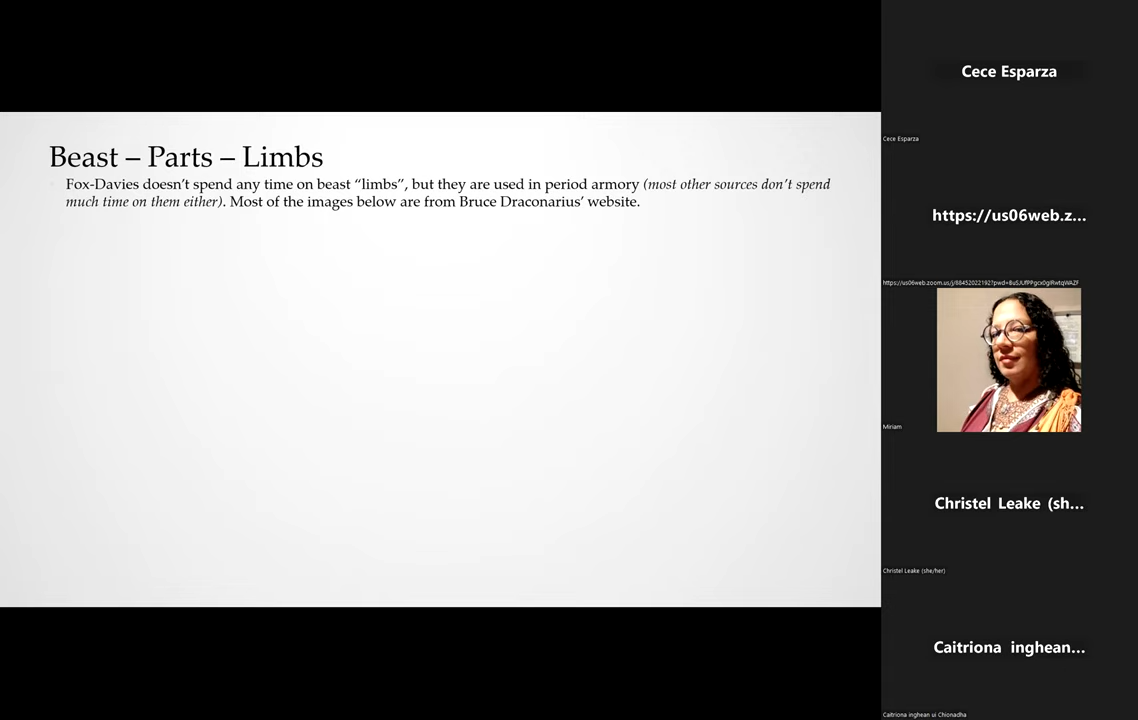 Beast – Parts – Limbs
Fox-Davies doesn't spend any time on beast “limbs”, but they are used in period armory (most other sources don't spend
much time on them either). Most of the images below are from Bruce Draconarius' website.
Cece Esparza
Cece Esparza
https://us06web.z...
Miriam
Christel Leake (sh...
Christel Leake (she/her)
Caitriona inghean...
Caitriona inghean ui Chionadha